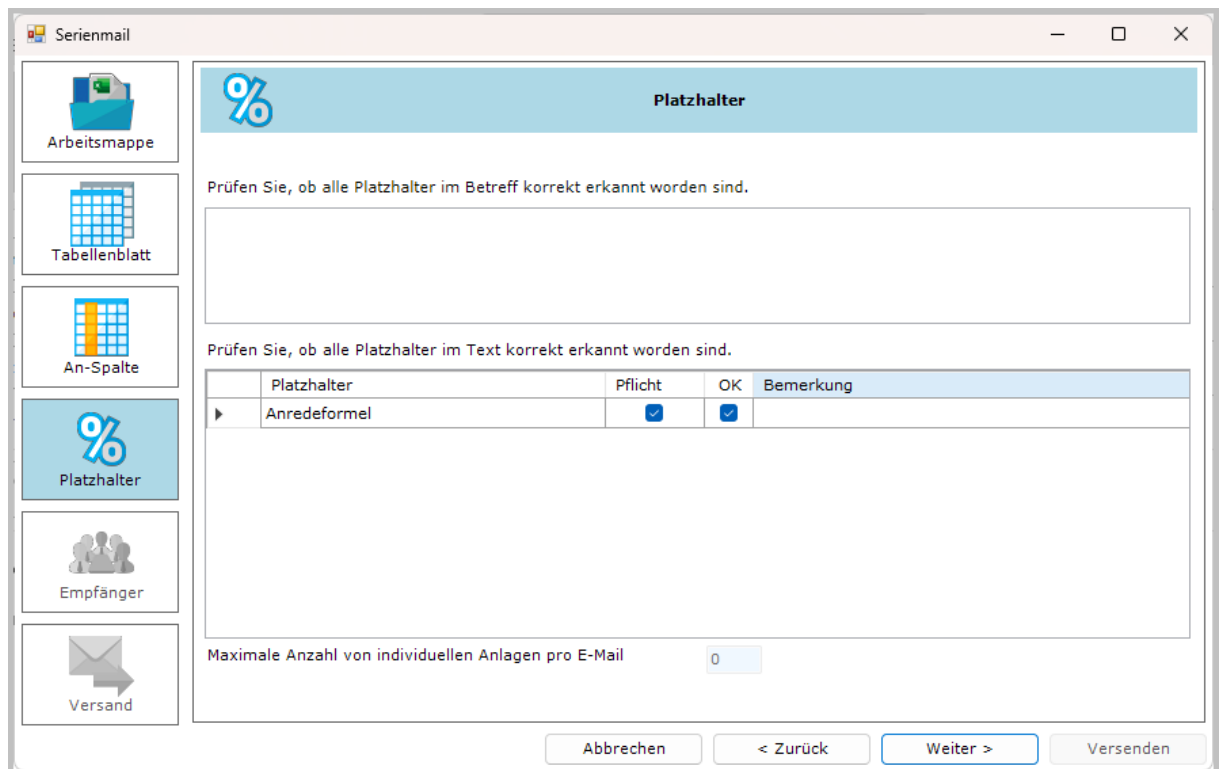 Serienmail
Arbeitsmappe
Tabellenblatt
An-Spalte
Platzhalter
Empfänger
Versand
Platzhalter
Prüfen Sie, ob alle Platzhalter im Betreff korrekt erkannt worden sind.
Prüfen Sie, ob alle Platzhalter im Text korrekt erkannt worden sind.
Platzhalter Pflicht OK Bemerkung
Anredeformel
Maximale Anzahl von individuellen Anlagen pro E-Mail 0
Abbrechen < Zurück Weiter > Versenden